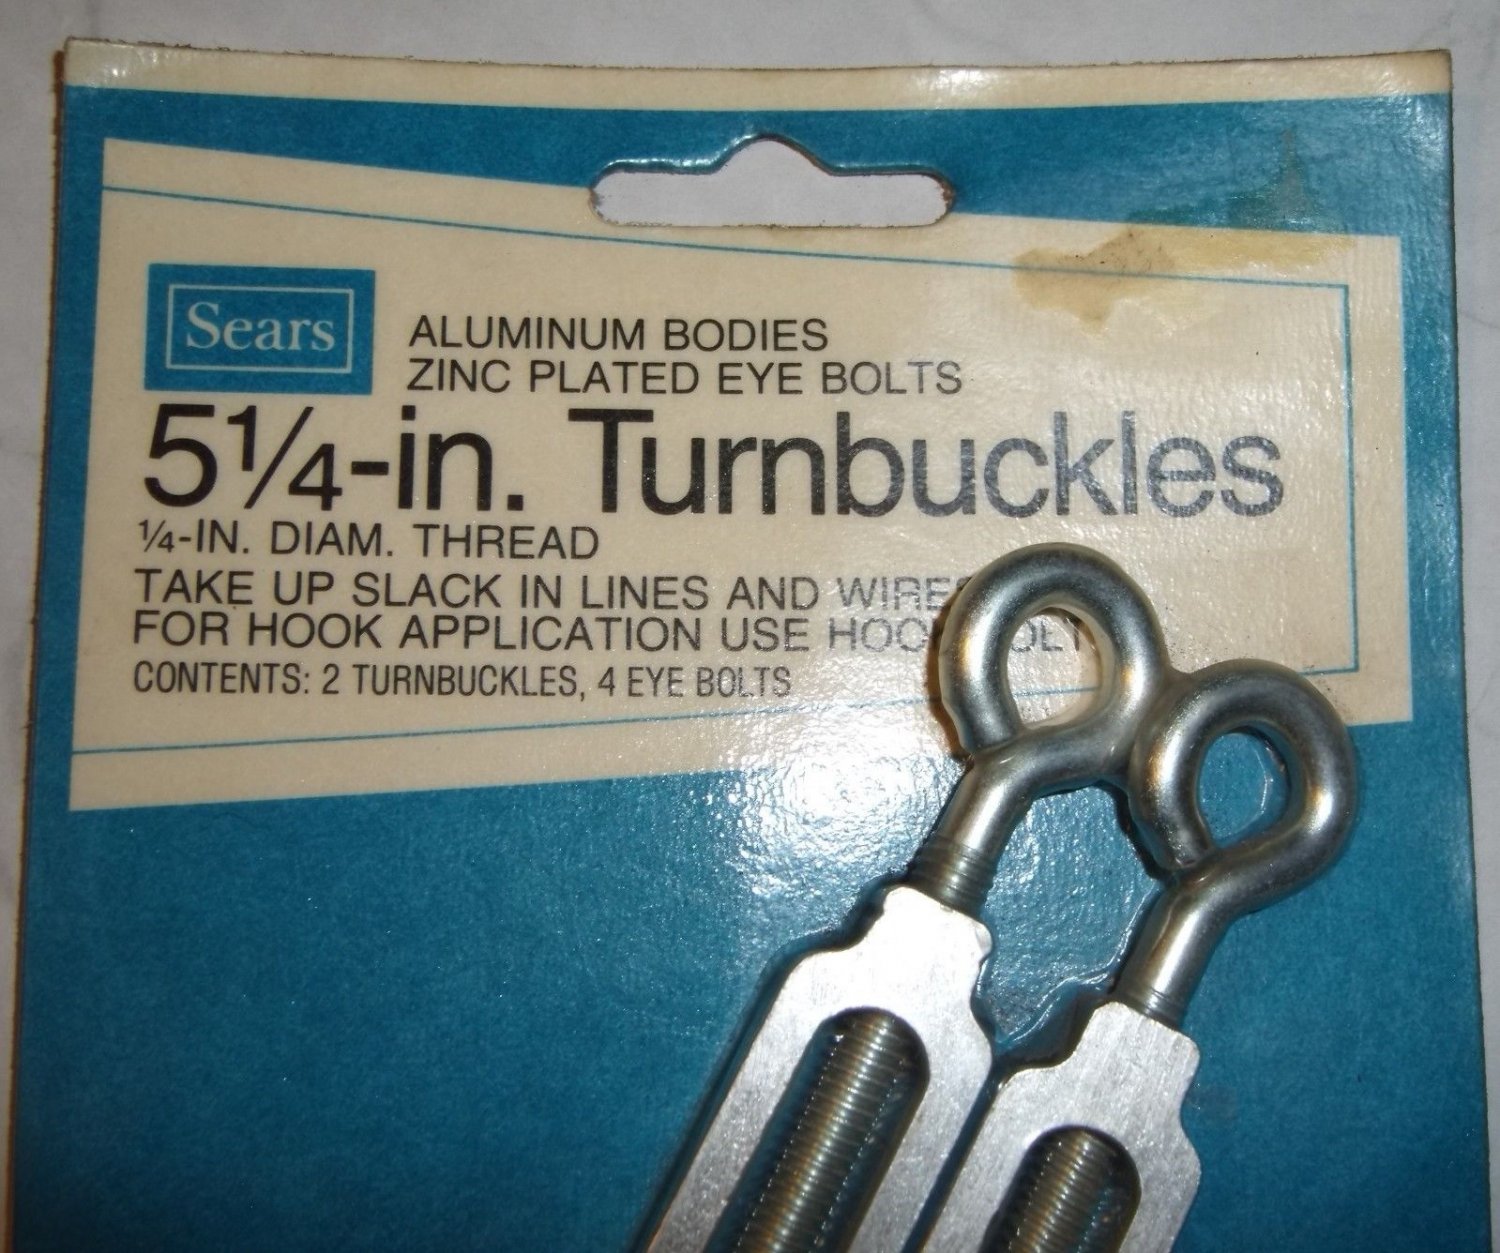 Sears
ALUMINUM BODIES
ZINC PLATED EYE BOLTS
5¼-in. Turnbuckles
¼-IN. DIAM. THREAD
TAKE UP SLACK IN LINES AND WIRES
FOR HOOK APPLICATION USE
CONTENTS: 2 TURNBUCKLES, 4 EYE BOLTS